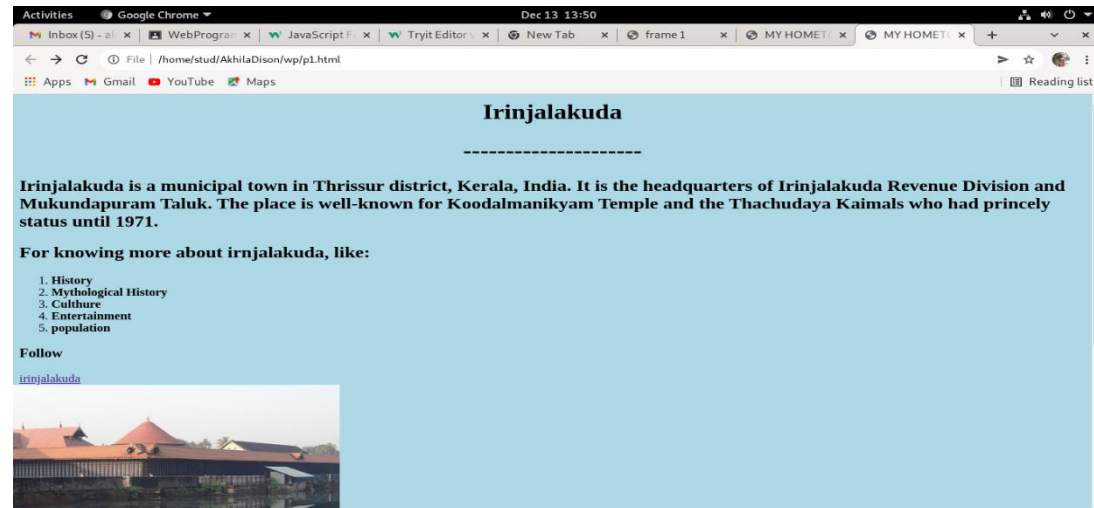 Activities Google Chrome Dec 13 13:50
Inbox (5) - al WebProgran JavaScript F Tryit Editor v New Tab frame 1 MY HOMET MY HOMET
File /home/stud/AkhilaDison/wp/p1.html
Apps Gmail YouTube Maps Reading list
Irinjalakuda
---------------------
Irinjalakuda is a municipal town in Thrissur district, Kerala, India. It is the headquarters of Irinjalakuda Revenue Division and
Mukundapuram Taluk. The place is well-known for Koodalmanikyam Temple and the Thachudaya Kaimals who had princely
status until 1971.
For knowing more about irnjalakuda, like:
1. History
2. Mythological History
3. Culthure
4. Entertainment
5. population
Follow
irinjalakuda